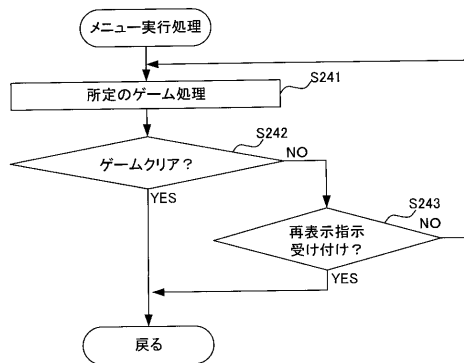 メニュー実行処理
S241
所定のゲーム処理
S242
ゲームクリア？
NO
YES
S243
再表示指示
受け付け？
NO
YES
戻る